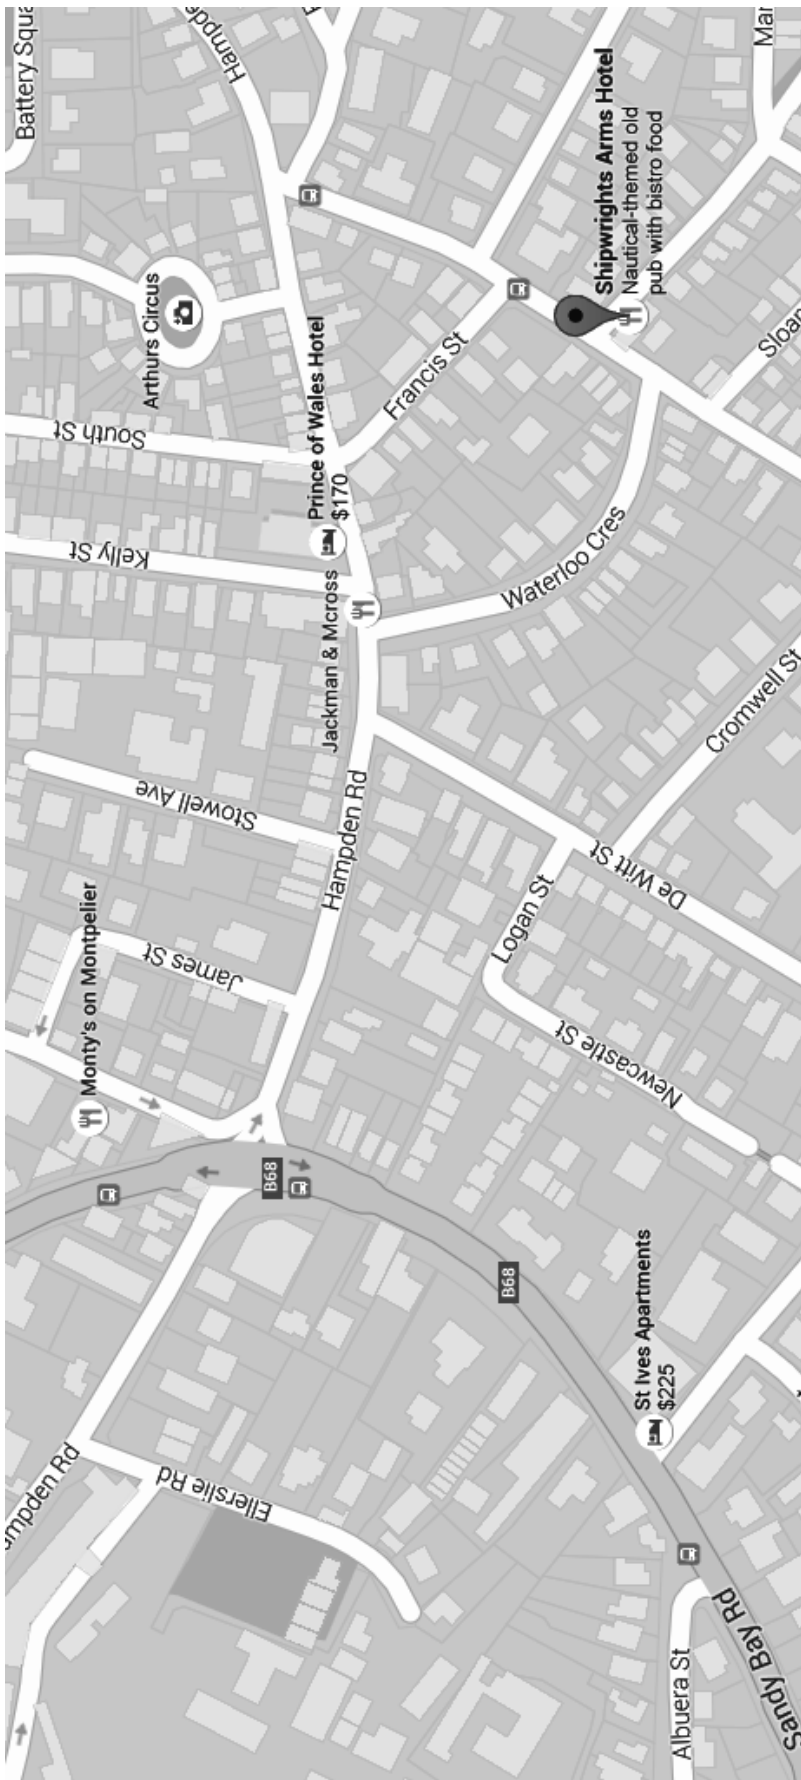 Battery Squa
ampden Rd
Monty's on Montpelier
James St
Stowell Ave
Kelly St
South St
Arthurs Circus
Hampde
Ellerslie Rd
B68
Hampden Rd
Jackman & Mcross
Prince of Wales Hotel
$170
Francis St
B68
Logan St
Waterloo Cres
Newcastle St
De Witt St
Shipwrights Arms Hotel
Nautical-themed old
pub with bistro food
St Ives Apartments
$225
Albuera St
Sandy Bay Rd
Cromwell St
Sloan
Mar